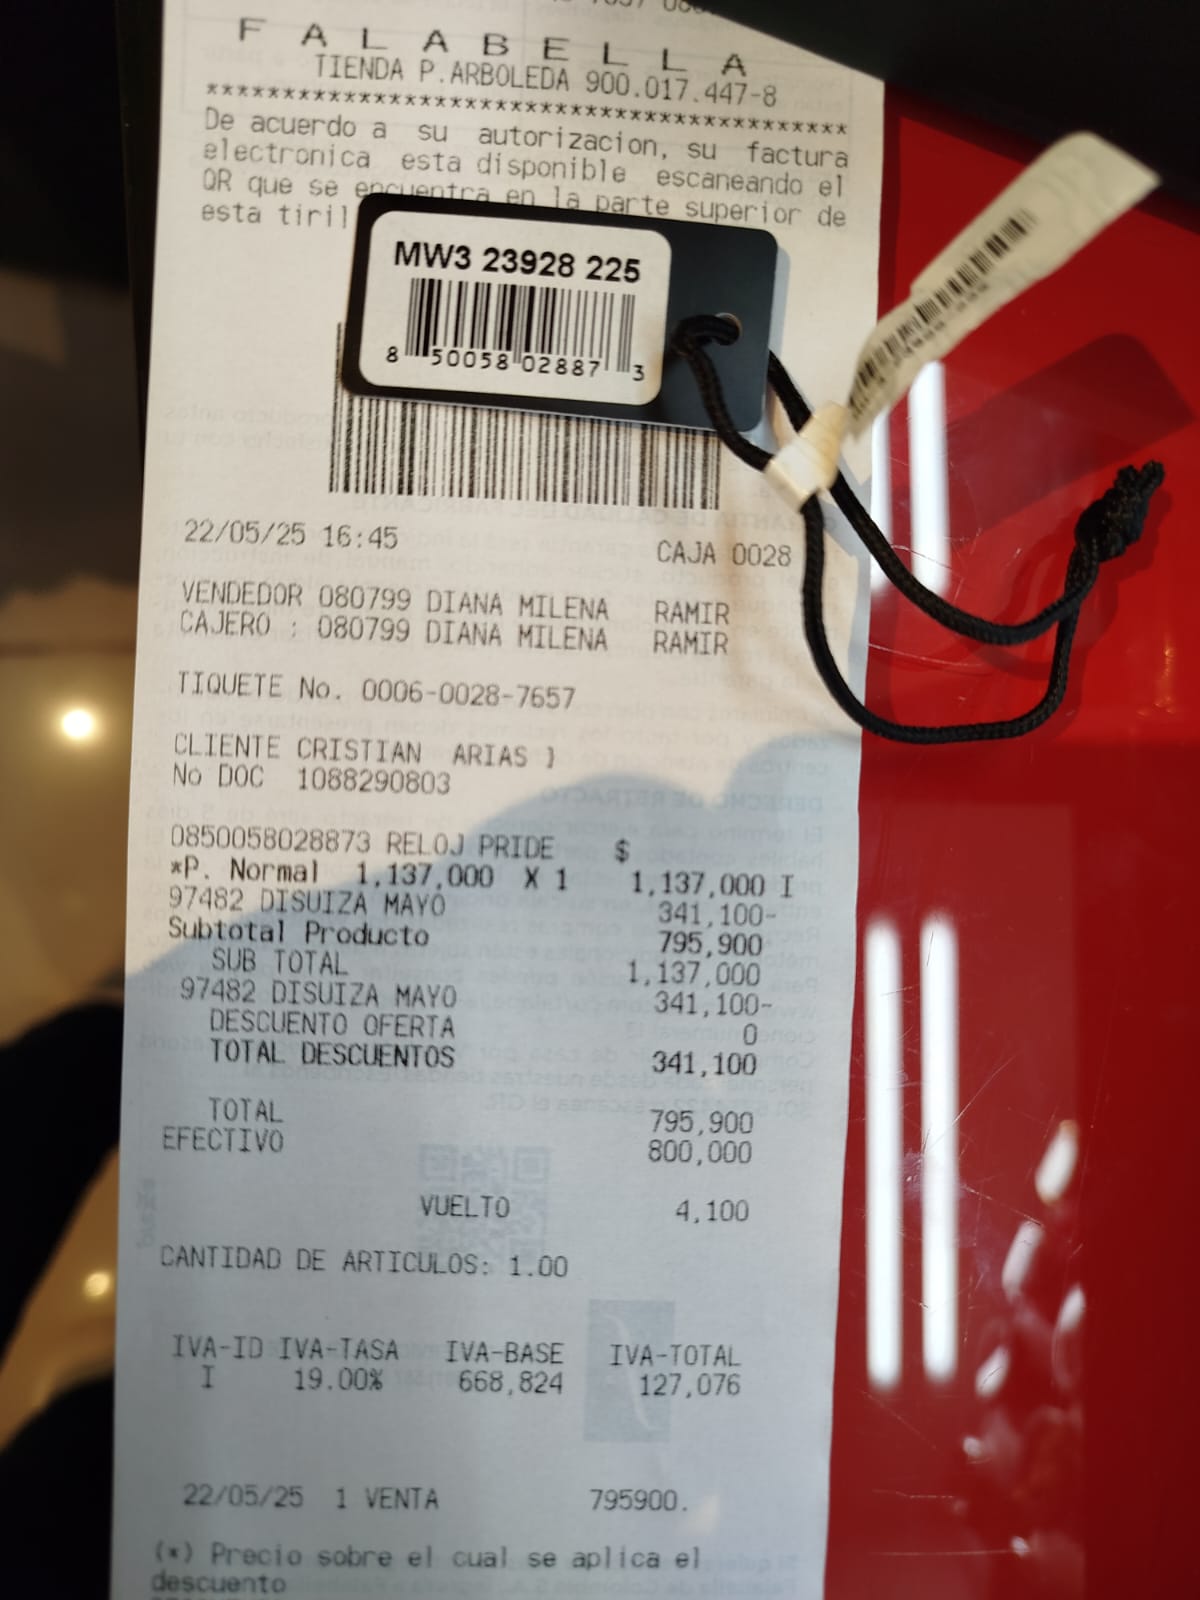 F A L A B E L L A
TIENDA P.ARBOLEDA 900.017.447-8
******************************************
De acuerdo a su autorizacion, su factura
electronica esta disponible escaneando el
QR que se encuentra en la parte superior de
esta tiril
MW3 23928 225
8 50058 02887 3
22/05/25 16:45 CAJA 0028
VENDEDOR 080799 DIANA MILENA RAMIR
CAJERO : 080799 DIANA MILENA RAMIR
TIQUETE No. 0006-0028-7657
CLIENTE CRISTIAN ARIAS }
No DOC 1088290803
0850058028873 RELOJ PRIDE $
*P. Normal 1,137,000 X 1 1,137,000 I
97482 DISUIZA MAYO 341,100-
Subtotal Producto 795,900
SUB TOTAL 1,137,000
97482 DISUIZA MAYO 341,100-
DESCUENTO OFERTA 0
TOTAL DESCUENTOS 341,100
TOTAL 795,900
EFECTIVO 800,000
VUELTO 4,100
CANTIDAD DE ARTICULOS: 1.00
IVA-ID IVA-TASA IVA-BASE IVA-TOTAL
I 19.00% 668,824 127,076
22/05/25 1 VENTA 795900.
(*) Precio sobre el cual se aplica el
descuento